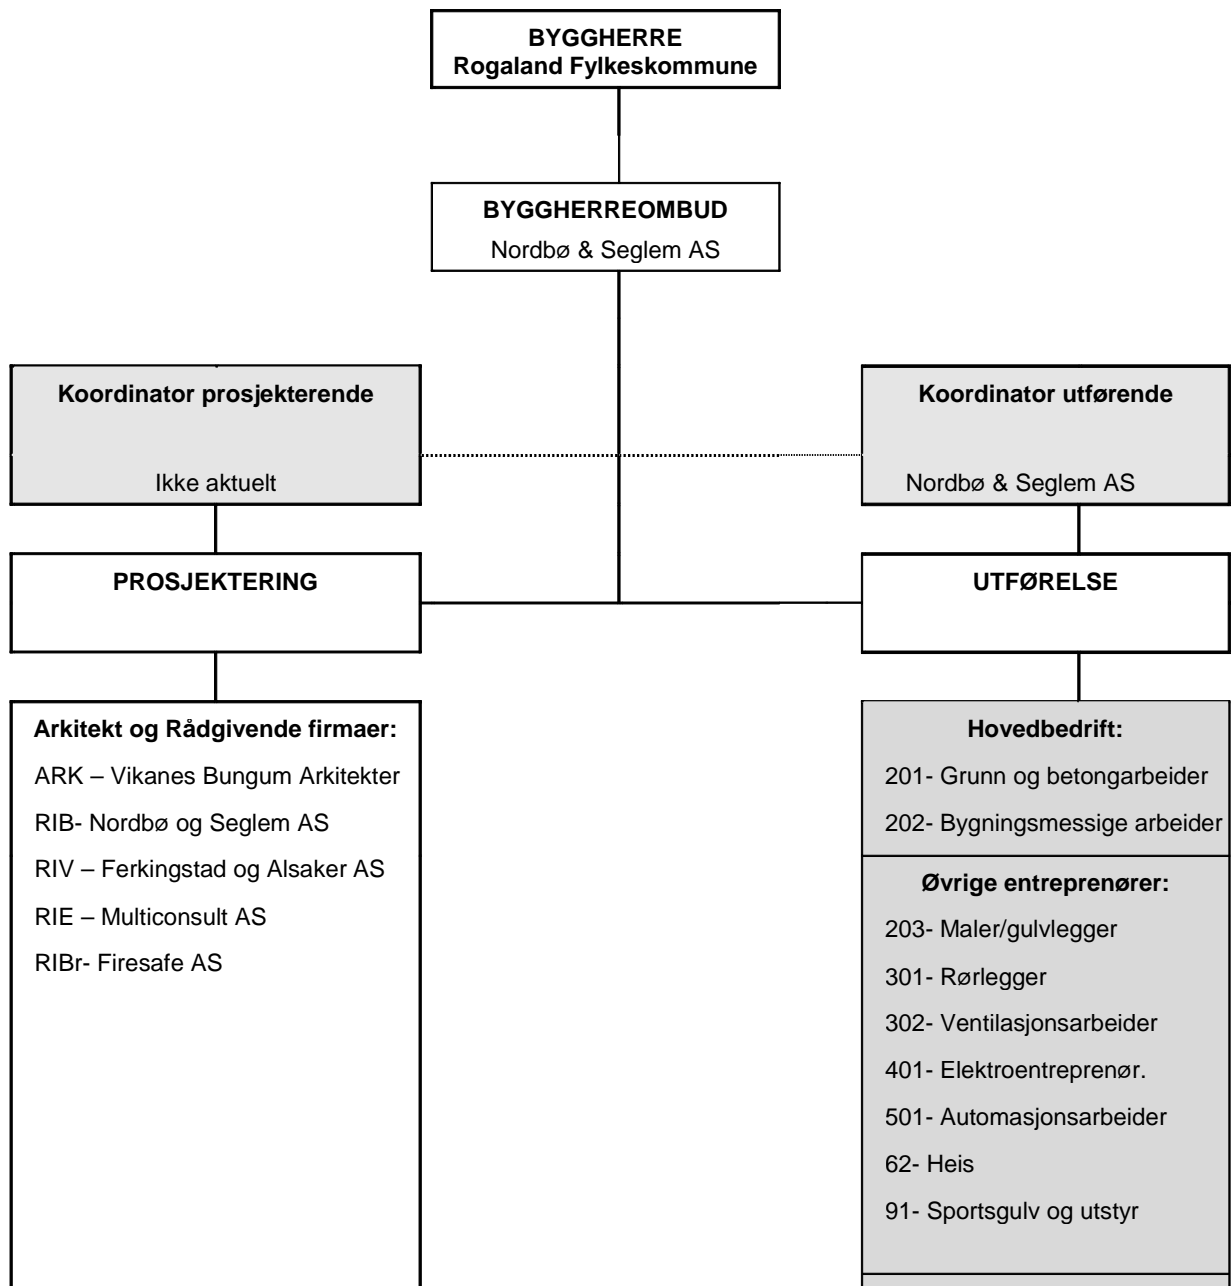 BYGGHERRE
Rogaland Fylkeskommune
BYGGHERREOMBUD
Nordbø & Seglem AS
Koordinator prosjekterende
Ikke aktuelt
Koordinator utførende
Nordbø & Seglem AS
PROSJEKTERING
UTFØRELSE
Arkitekt og Rådgivende firmaer:
ARK – Vikanes Bungum Arkitekter
RIB- Nordbø og Seglem AS
RIV – Ferkingstad og Alsaker AS
RIE – Multiconsult AS
RIBr- Firesafe AS
Hovedbedrift:
201- Grunn og betongarbeider
202- Bygningsmessige arbeider
Øvrige entreprenører:
203- Maler/gulvlegger
301- Rørlegger
302- Ventilasjonsarbeider
401- Elektroentreprenør.
501- Automasjonsarbeider
62- Heis
91- Sportsgulv og utstyr